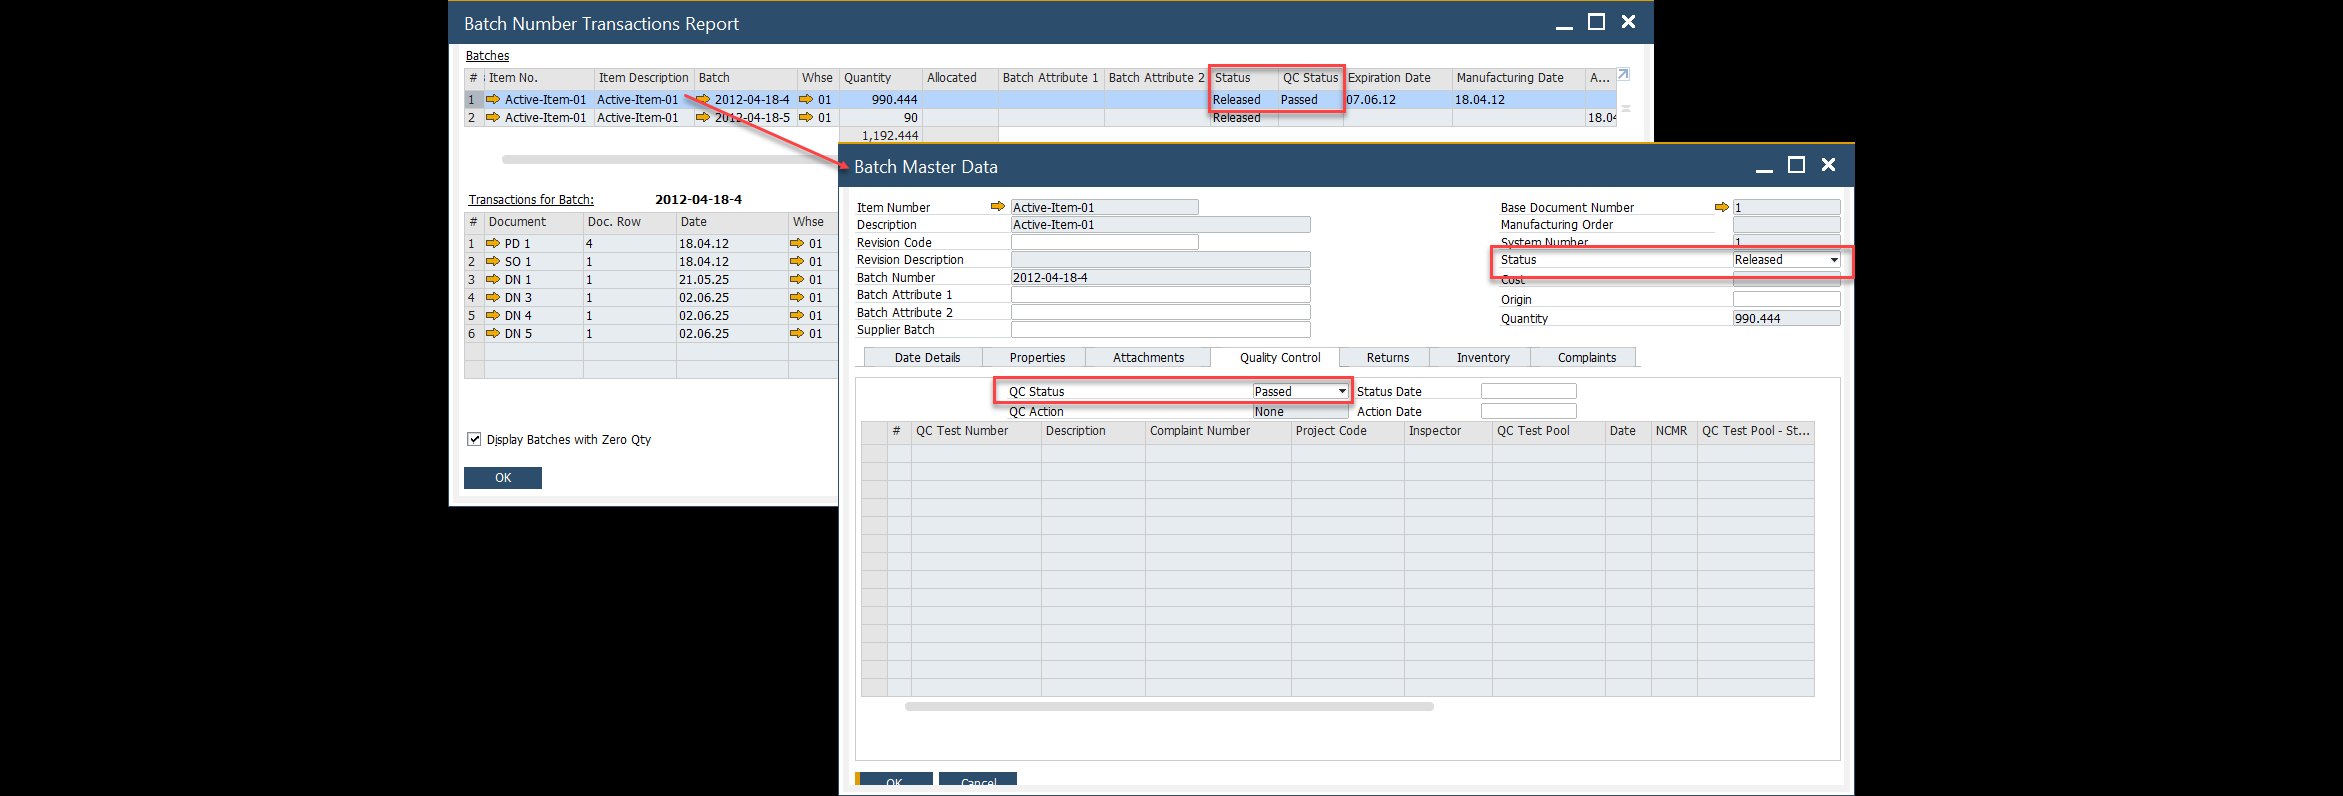 Batch Number Transactions Report
Batches
# Item No. Item Description Batch Whse Quantity Allocated Batch Attribute 1 Batch Attribute 2 Status QC Status Expiration Date Manufacturing Date A...
1 Active-Item-01 Active-Item-01 2012-04-18-4 01 990.444 Released Passed 07.06.12 18.04.12
2 Active-Item-01 Active-Item-01 2012-04-18-5 01 90 Released
1,192.444
Transactions for Batch: 2012-04-18-4
# Document Doc. Row Date Whse
1 PD 1 4 18.04.12 01
2 SO 1 1 18.04.12 01
3 DN 1 1 21.05.25 01
4 DN 3 1 02.06.25 01
5 DN 4 1 02.06.25 01
6 DN 5 1 02.06.25 01
Display Batches with Zero Qty
OK
Batch Master Data
Item Number Active-Item-01
Description Active-Item-01
Revision Code
Revision Description
Batch Number 2012-04-18-4
Batch Attribute 1
Batch Attribute 2
Supplier Batch
Base Document Number 1
Manufacturing Order
System Number 1
Status Released
Cost
Origin
Quantity 990.444
Date Details Properties Attachments Quality Control Returns Inventory Complaints
QC Status Passed Status Date
QC Action None Action Date
# QC Test Number Description Complaint Number Project Code Inspector QC Test Pool Date NCMR QC Test Pool - St...
OK Cancel